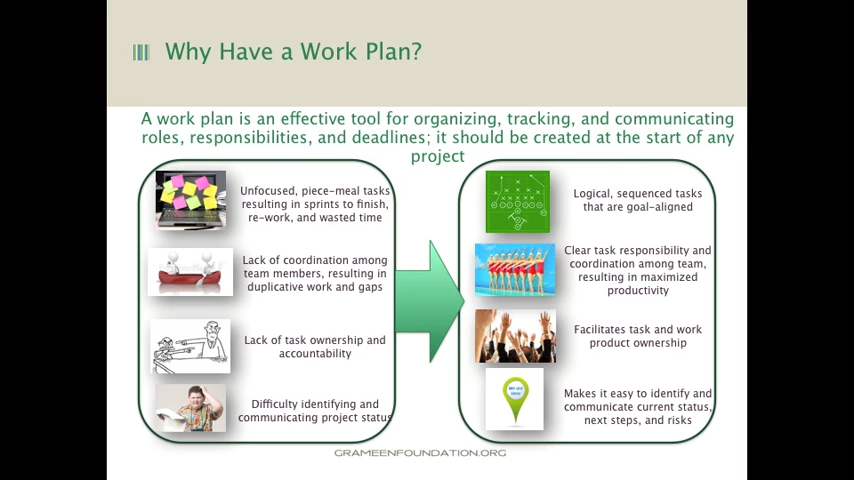 Why Have a Work Plan?
A work plan is an effective tool for organizing, tracking, and communicating
roles, responsibilities, and deadlines; it should be created at the start of any
project
Unfocused, piece-meal tasks
resulting in sprints to finish,
re-work, and wasted time
Lack of coordination among
team members, resulting in
duplicative work and gaps
Lack of task ownership and
accountability
Difficulty identifying and
communicating project status
Logical, sequenced tasks
that are goal-aligned
Clear task responsibility and
coordination among team,
resulting in maximized
productivity
Facilitates task and work
product ownership
Makes it easy to identify and
communicate current status,
next steps, and risks
GRAMEENFOUNDATION.ORG